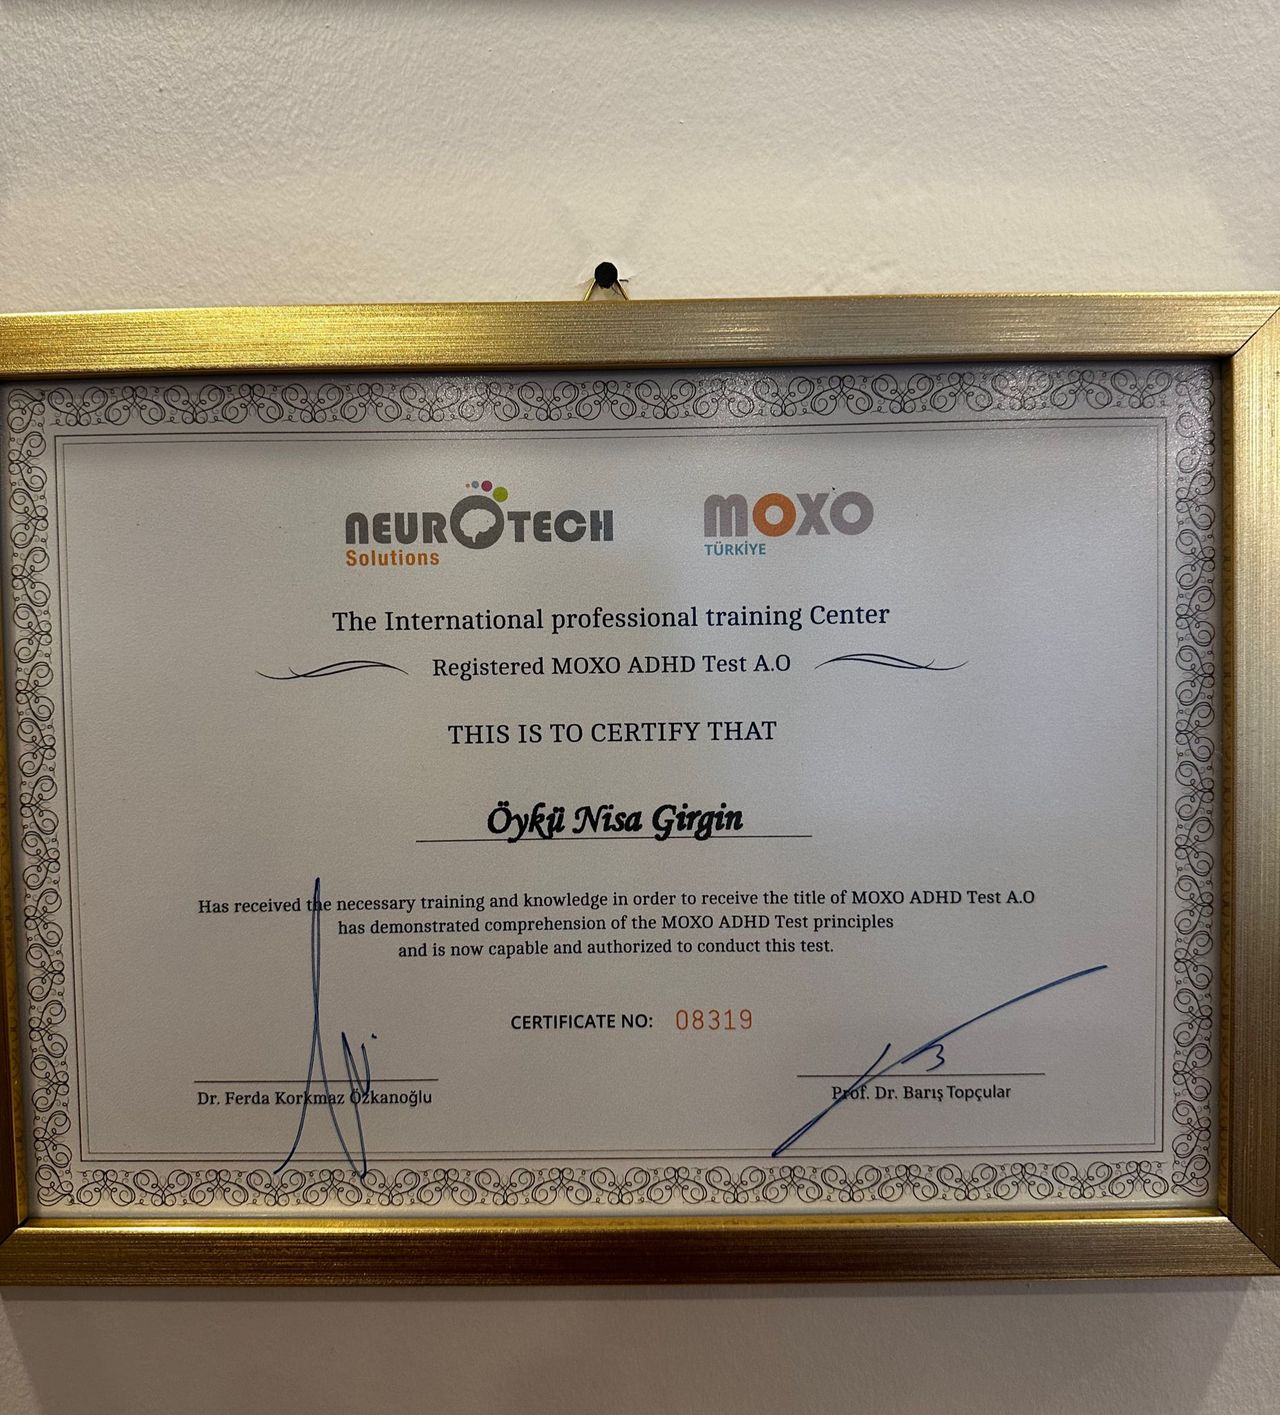 NEUROTECH
Solutions
MOXO
TÜRKİYE
The International professional training Center
Registered MOXO ADHD Test A.O
THIS IS TO CERTIFY THAT
Öykü Nisa Girgin
Has received the necessary training and knowledge in order to receive the title of MOXO ADHD Test A.O
has demonstrated comprehension of the MOXO ADHD Test principles
and is now capable and authorized to conduct this test.
CERTIFICATE NO: 08319
Dr. Ferda Korkmaz Özkanoğlu
Prof. Dr. Barış Topçular